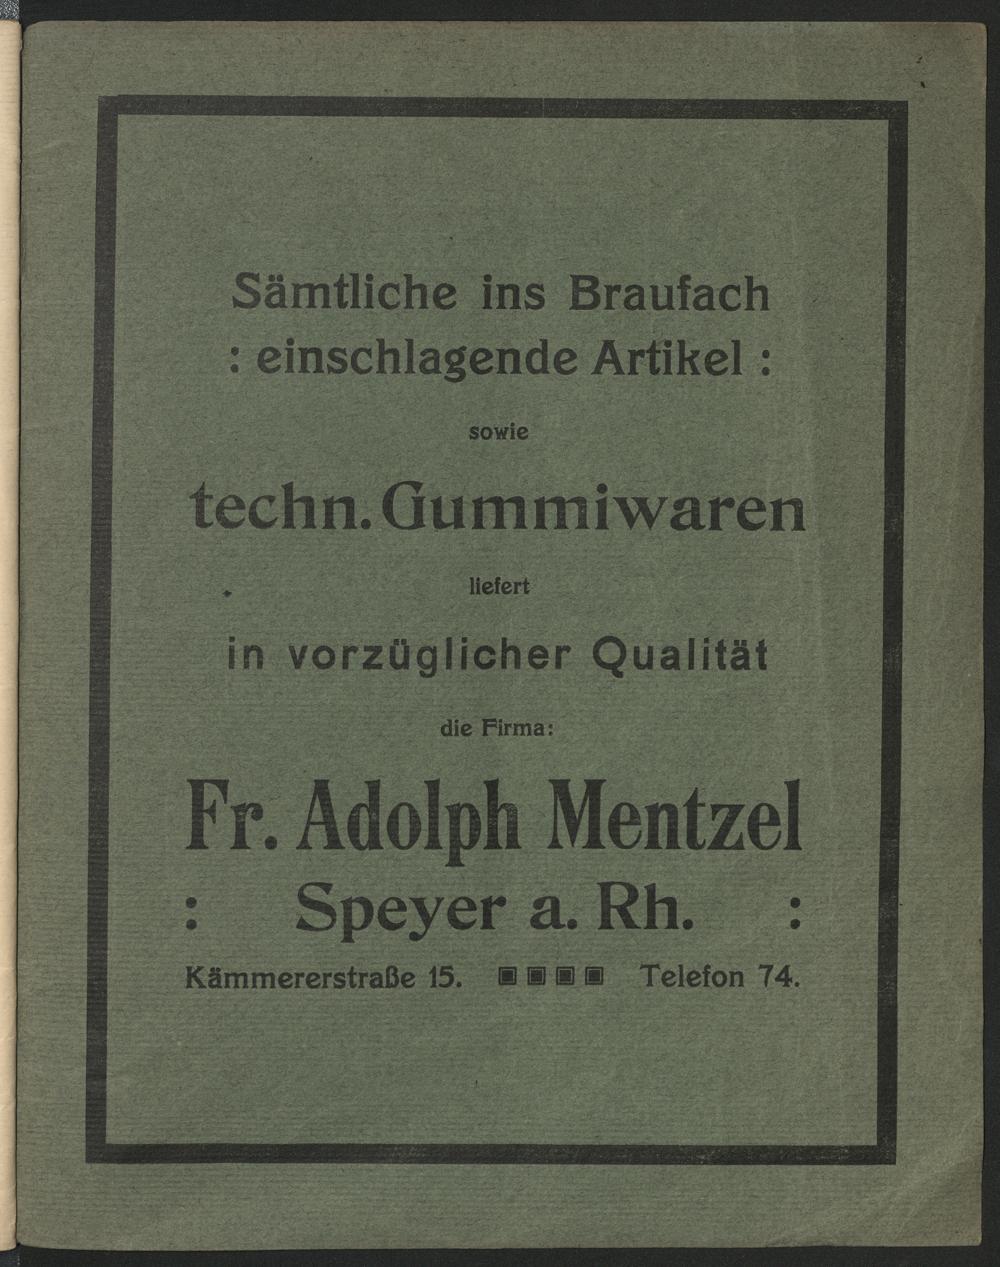 Sämtliche ins Braufach
: einschlagende Artikel :
sowie
techn. Gummiwaren
liefert
in vorzüglicher Qualität
die Firma:
Fr. Adolph Mentzel
: Speyer a. Rh. :
Kämmererstraße 15. ▣ ▣ ▣ ▣ Telefon 74.